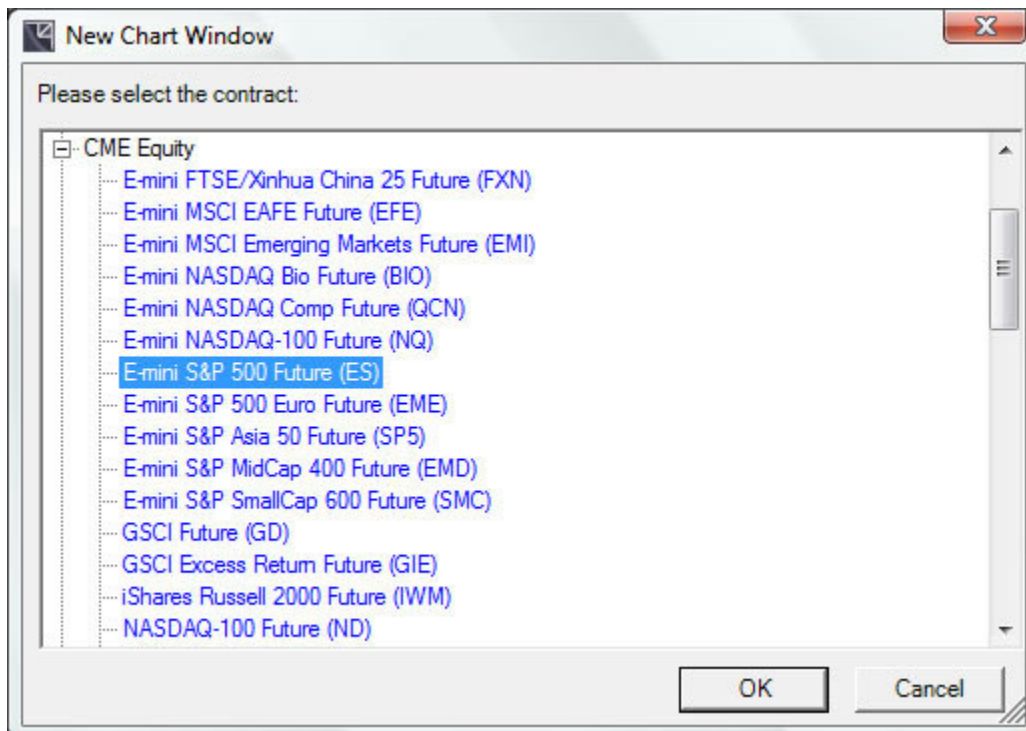 New Chart Window
Please select the contract:
CME Equity
E-mini FTSE/Xinhua China 25 Future (FXN)
E-mini MSCI EAFE Future (EFE)
E-mini MSCI Emerging Markets Future (EMI)
E-mini NASDAQ Bio Future (BIO)
E-mini NASDAQ Comp Future (QCN)
E-mini NASDAQ-100 Future (NQ)
E-mini S&P 500 Future (ES)
E-mini S&P 500 Euro Future (EME)
E-mini S&P Asia 50 Future (SP5)
E-mini S&P MidCap 400 Future (EMD)
E-mini S&P SmallCap 600 Future (SMC)
GSCI Future (GD)
GSCI Excess Return Future (GIE)
iShares Russell 2000 Future (IWM)
NASDAQ-100 Future (ND)
OK Cancel